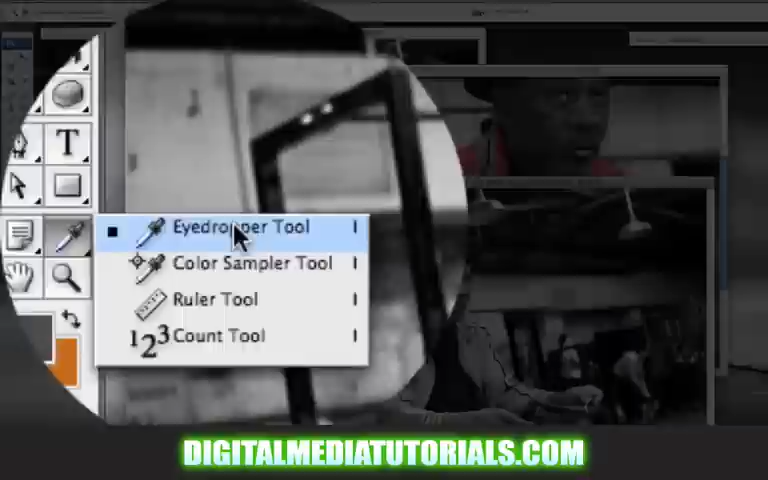 T
Eyedropper Tool I
Color Sampler Tool I
Ruler Tool I
123 Count Tool I
DIGITALMEDIATUTORIALS.COM